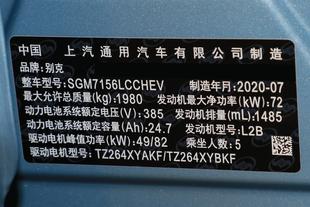 中国 上汽通用汽车有限公司制造
品牌:别克
整车型号:SGM7156LCCHEV 制造年月:2020-07
最大允许总质量(kg):1980 发动机最大净功率(kW):72
动力电池系统额定电压(V):385 发动机排量(mL):1485
动力电池系统额定容量(Ah):24.7 发动机型号:L2B
驱动电机峰值功率(kW):49/82 乘坐人数:5
驱动电机型号:TZ264XYAKF/TZ264XYBKF